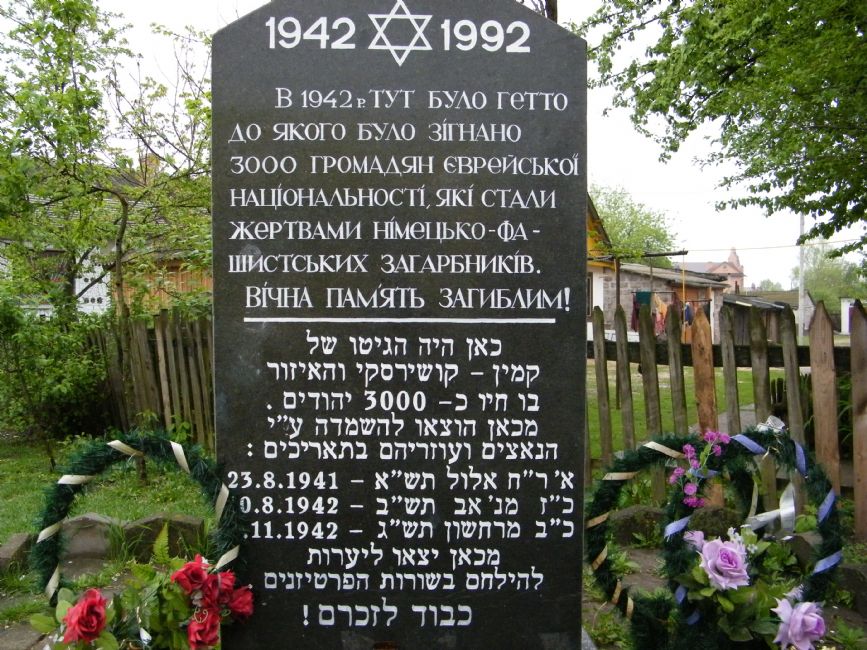 1942 1992
В 1942 р. ТУТ БУЛО ГЕТТО
ДО ЯКОГО БУЛО ЗІГНАНО
3000 ГРОМАДЯН ЄВРЕЙСЬКОЇ
НАЦІОНАЛЬНОСТІ, ЯКІ СТАЛИ
ЖЕРТВАМИ НІМЕЦЬКО-ФА-
ШИСТСЬКИХ ЗАГАРБНИКІВ.
ВІЧНА ПАМ'ЯТЬ ЗАГИБЛИМ!
כאן היה הגיטו של
קמין - קושירסקי והאיזור
בו חיו כ- 3000 יהודים.
מכאן הוצאו להשמדה ע"י
הנאצים ועוזריהם בתאריכים:
א' ר"ח אלול תש"א - 23.8.1941
כ"ז מנ'אב תש"ב - 0.8.1942
כ"ב מרחשון תש"ג - .11.1942
מכאן יצאו ליערות
להילחם בשורות הפרטיזנים
כבוד לזכרם!